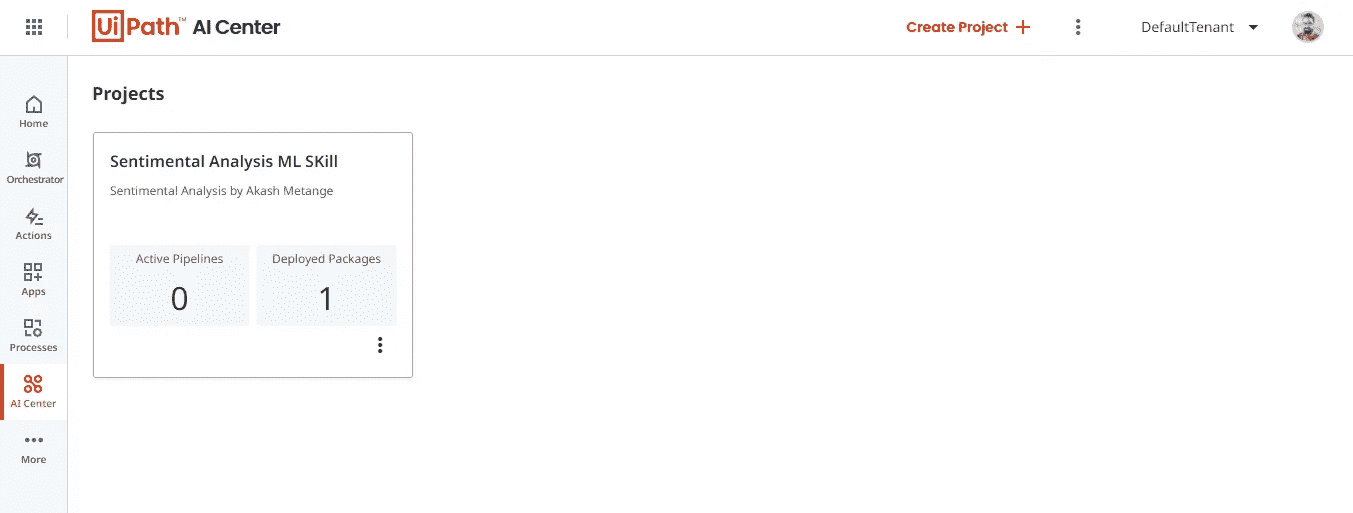 UiPath™ AI Center
Create Project
DefaultTenant
Home
Orchestrator
Actions
Apps
Processes
AI Center
More
Projects
Sentimental Analysis ML SKill
Sentimental Analysis by Akash Metange
Active Pipelines
0
Deployed Packages
1